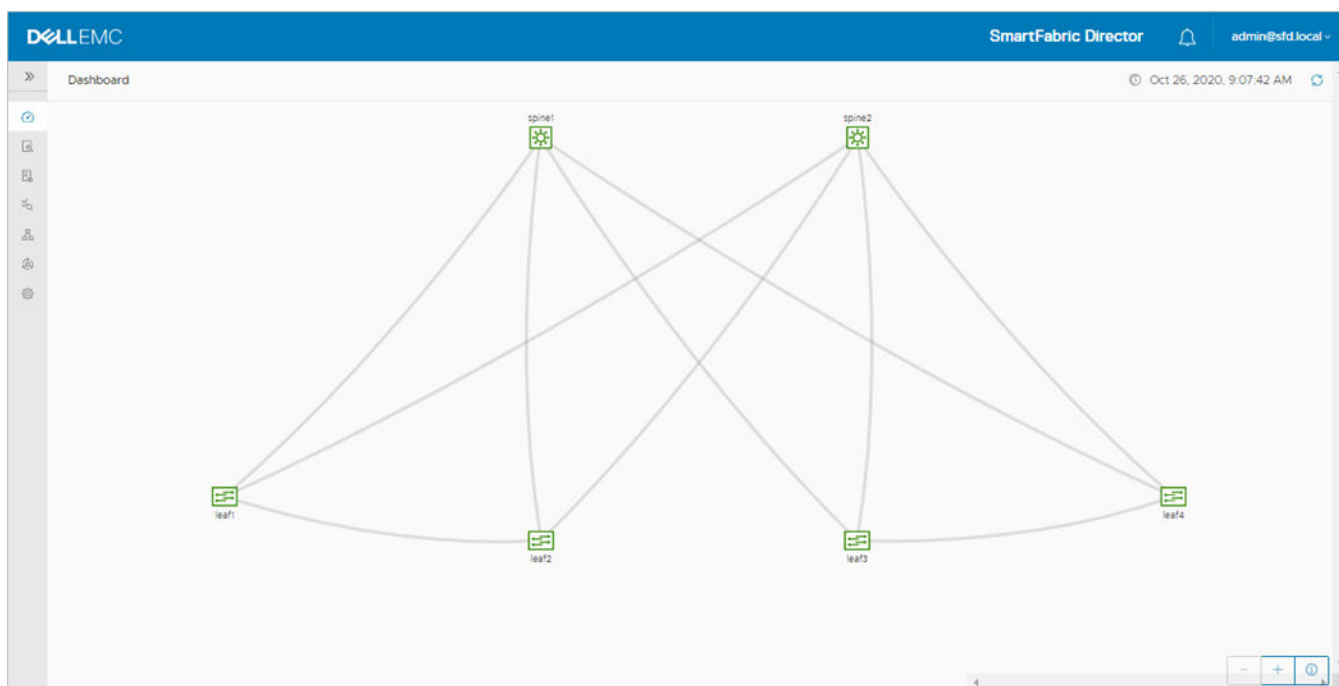 DELLEMC
SmartFabric Director
admin@sfd.local
Dashboard
Oct 26, 2020, 9:07:42 AM
spine1
spine2
leaf1
leaf4
leaf2
leaf3